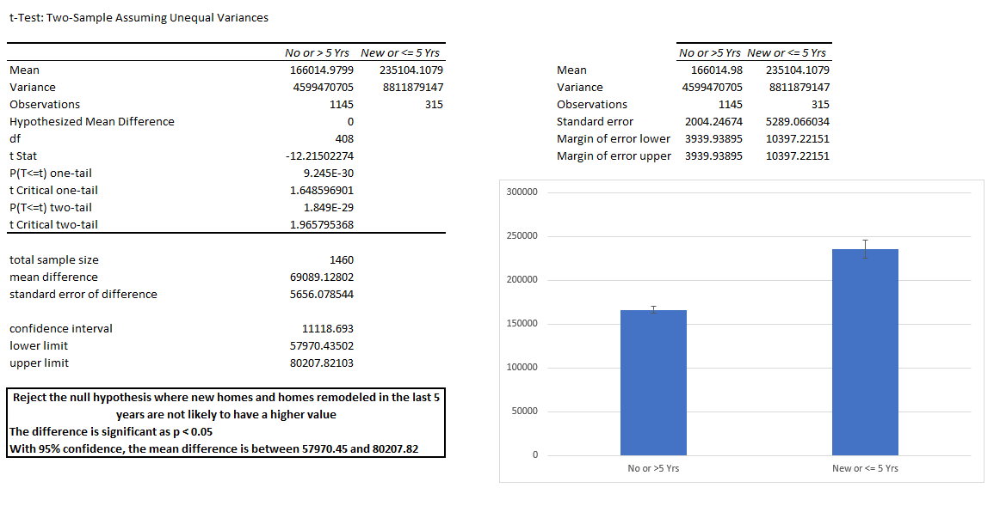 t-Test: Two-Sample Assuming Unequal Variances
No or > 5 Yrs New or <= 5 Yrs
Mean 166014.9799 235104.1079
Variance 4599470705 8811879147
Observations 1145 315
Hypothesized Mean Difference 0
df 408
t Stat -12.21502274
P(T<=t) one-tail 9.245E-30
t Critical one-tail 1.648596901
P(T<=t) two-tail 1.849E-29
t Critical two-tail 1.965795368
total sample size 1460
mean difference 69089.12802
standard error of difference 5656.078544
confidence interval 11118.693
lower limit 57970.43502
upper limit 80207.82103
Reject the null hypothesis where new homes and homes remodeled in the last 5
years are not likely to have a higher value
The difference is significant as p < 0.05
With 95% confidence, the mean difference is between 57970.45 and 80207.82
No or >5 Yrs New or <= 5 Yrs
Mean 166014.98 235104.1079
Variance 4599470705 8811879147
Observations 1145 315
Standard error 2004.24674 5289.066034
Margin of error lower 3939.93895 10397.22151
Margin of error upper 3939.93895 10397.22151
300000
250000
200000
150000
100000
50000
0
No or >5 Yrs New or <= 5 Yrs